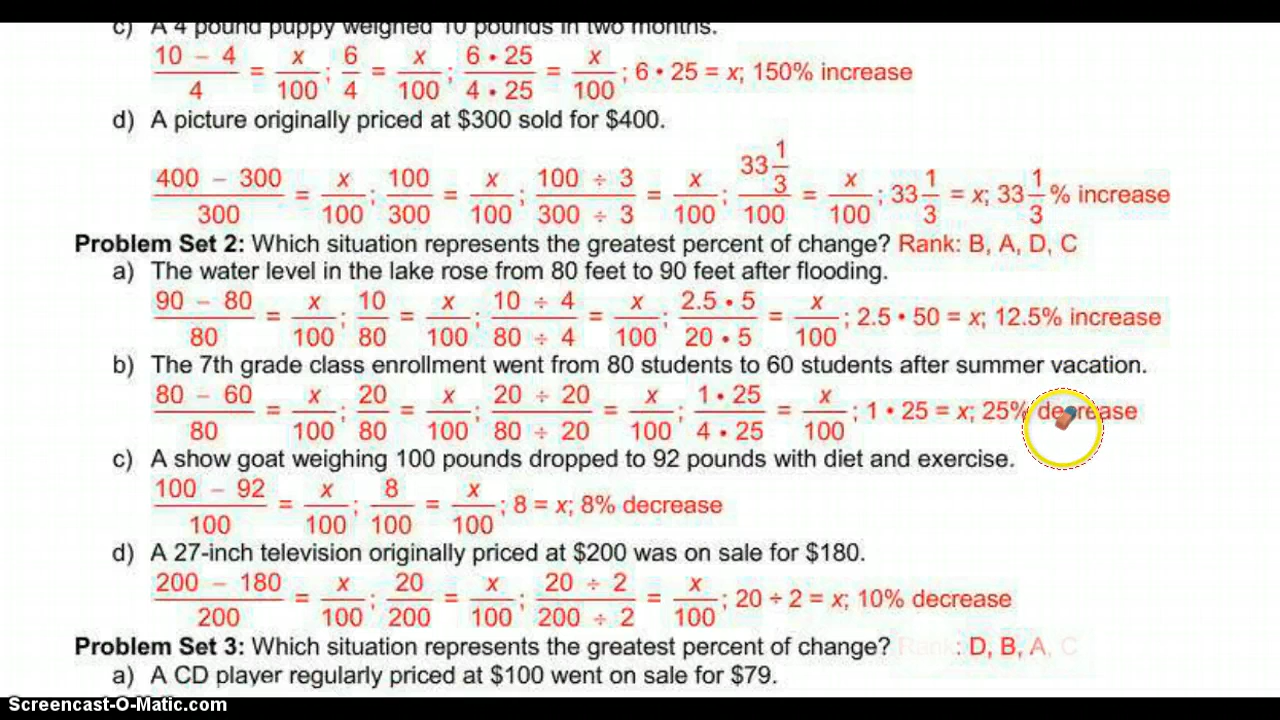 c) A 4 pound puppy weighed 10 pounds in two months.
10 – 4 / 4 = x / 100 ; 6 / 4 = x / 100 ; 6 • 25 / 4 • 25 = x / 100 ; 6 • 25 = x; 150% increase
d) A picture originally priced at $300 sold for $400.
400 – 300 / 300 = x / 100 ; 100 / 300 = x / 100 ; 100 ÷ 3 / 300 ÷ 3 = x / 100 ; 33 1/3 / 100 = x / 100 ; 33 1/3 = x; 33 1/3 % increase
Problem Set 2: Which situation represents the greatest percent of change? Rank: B, A, D, C
a) The water level in the lake rose from 80 feet to 90 feet after flooding.
90 – 80 / 80 = x / 100 ; 10 / 80 = x / 100 ; 10 ÷ 4 / 80 ÷ 4 = x / 100 ; 2.5 • 5 / 20 • 5 = x / 100 ; 2.5 • 50 = x; 12.5% increase
b) The 7th grade class enrollment went from 80 students to 60 students after summer vacation.
80 – 60 / 80 = x / 100 ; 20 / 80 = x / 100 ; 20 ÷ 20 / 80 ÷ 20 = x / 100 ; 1 • 25 / 4 • 25 = x / 100 ; 1 • 25 = x; 25% decrease
c) A show goat weighing 100 pounds dropped to 92 pounds with diet and exercise.
100 – 92 / 100 = x / 100 ; 8 / 100 = x / 100 ; 8 = x; 8% decrease
d) A 27-inch television originally priced at $200 was on sale for $180.
200 – 180 / 200 = x / 100 ; 20 / 200 = x / 100 ; 20 ÷ 2 / 200 ÷ 2 = x / 100 ; 20 ÷ 2 = x; 10% decrease
Problem Set 3: Which situation represents the greatest percent of change? Rank: D, B, A, C
a) A CD player regularly priced at $100 went on sale for $79.
Screencast-O-Matic.com